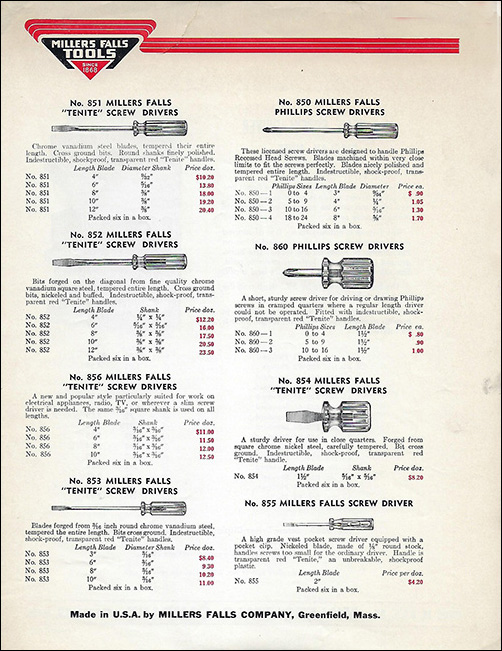 MILLERS FALLS
TOOLS
SINCE
1868
No. 851 MILLERS FALLS
"TENITE" SCREW DRIVERS
Chrome vanadium steel blades, tempered their entire
length. Cross ground bits. Round shanks finely polished.
Indestructible, shockproof, transparent red "Tenite" handles.
Length Blade Diameter Shank Price doz.
No. 851 4" $10.20
No. 851 6" 5/16" 13.80
No. 851 8" 3/8" 18.00
No. 851 10" 3/8" 19.20
No. 851 12" 3/8" 20.40
Packed six in a box.
No. 852 MILLERS FALLS
"TENITE" SCREW DRIVERS
Bits forged on the diagonal from fine quality chrome
vanadium square steel, tempered entire length. Cross ground
bits, nickeled and buffed. Indestructible, shock-proof, trans-
parent red "Tenite" handles.
Length Blade Shank Price doz.
No. 852 4" 1/4" x 1/4" $12.20
No. 852 6" 5/16" x 5/16" 16.00
No. 852 8" 3/8" x 3/8" 17.50
No. 852 10" 3/8" x 3/8" 20.50
No. 852 12" 3/8" x 3/8" 23.50
Packed six in a box.
No. 856 MILLERS FALLS
"TENITE" SCREW DRIVERS
A new and popular style particularly suited for work on
electrical appliances, radio, TV, or wherever a slim screw
driver is needed. The same 3/16" square shank is used on all
lengths.
Length Blade Shank Price doz.
No. 856 4" 3/16" x 3/16" $11.00
No. 856 6" 3/16" x 3/16" 11.50
No. 856 8" 3/16" x 3/16" 12.00
No. 856 10" 3/16" x 3/16" 12.50
Packed six in a box.
No. 853 MILLERS FALLS
"TENITE" SCREW DRIVERS
Blades forged from 3/16 inch round chrome vanadium steel,
tempered the entire length. Bits cross ground. Indestructible,
shock-proof, transparent red "Tenite" handles.
Length Blade Diameter Shank Price doz.
No. 853 3" 3/16" $8.40
No. 853 6" 3/16" 9.30
No. 853 8" 3/16" 10.20
No. 853 10" 3/16" 11.00
Packed six in a box.
No. 850 MILLERS FALLS
PHILLIPS SCREW DRIVERS
These licensed screw drivers are designed to handle Phillips
Recessed Head Screws. Blades machined within very close
limits to fit the screws perfectly. Blades nicely polished and
tempered entire length. Indestructible, shock-proof, trans-
parent red "Tenite" handles.
Phillips Sizes Length Blade Diameter Price ea.
No. 850—1 0 to 4 3" 3/16" $ .90
No. 850—2 5 to 9 4" 1/4" 1.05
No. 850—3 10 to 16 6" 5/16" 1.30
No. 850—4 18 to 24 8" 3/8" 1.70
Packed six in a box.
No. 860 PHILLIPS SCREW DRIVERS
A short, sturdy screw driver for driving or drawing Phillips
screws in cramped quarters where a regular length driver
could not be operated. Fitted with indestructible, shock-
proof, transparent red "Tenite" handles.
Phillips Sizes Length Blade Price ea.
No. 860—1 0 to 4 1½" $ .80
No. 860—2 5 to 9 1½" .90
No. 860—3 10 to 16 1½" 1.00
Packed six in a box.
No. 854 MILLERS FALLS
"TENITE" SCREW DRIVERS
A sturdy driver for use in close quarters. Forged from
square chrome nickel steel, carefully tempered. Bit cross
ground. Indestructible, shock-proof, transparent red
"Tenite" handle.
Length Blade Shank Price doz.
No. 854 1½" 5/16" x 5/16" $8.20
Packed six in a box.
No. 855 MILLERS FALLS SCREW DRIVER
A high grade vest pocket screw driver equipped with a
pocket clip. Nickeled blade, made of 1/8" round stock,
handles screws too small for the ordinary driver. Handle is
transparent red "Tenite," an unbreakable, shockproof
plastic.
Length Blade Price per doz.
No. 855 2" $4.20
Packed six in a box.
Made in U.S.A. by MILLERS FALLS COMPANY, Greenfield, Mass.